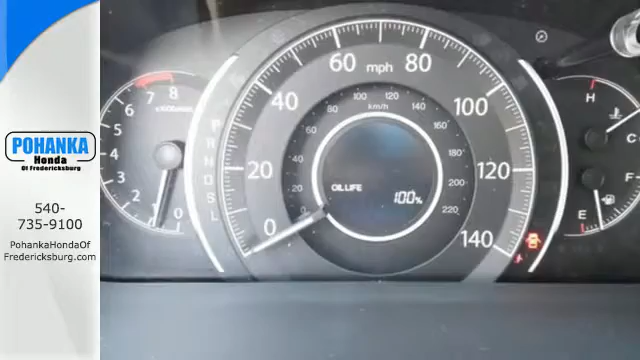 POHANKA
Honda
Of Fredericksburg
540-
735-9100
PohankaHondaOf
Fredericksburg.com
8
7
6
5
4
3
2
1
0
P
R
N
D
S
L
0
20
40
60 mph 80
100
120
140
0
20
40
60
80
100
km/h
120
140
160
180
200
220
OIL LIFE
100%
H
C
F
E